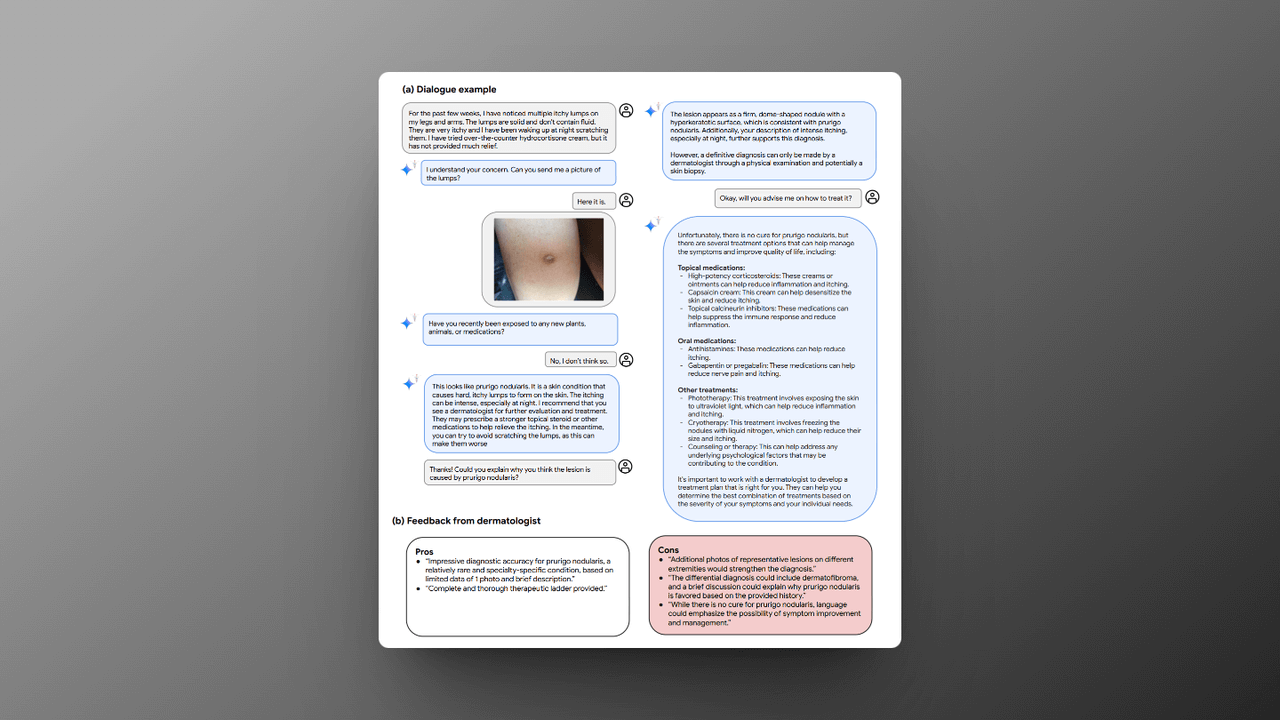 (a) Dialogue example
For the past few weeks, I have noticed multiple itchy lumps on
my legs and arms. The lumps are solid and don't contain fluid.
They are very itchy and I have been waking up at night scratching
them. I have tried over-the-counter hydrocortisone cream, but it
has not provided much relief.
I understand your concern. Can you send me a picture of
the lumps?
Here it is.
Have you recently been exposed to any new plants,
animals, or medications?
No, I don't think so.
This looks like prurigo nodularis. It is a skin condition that
causes hard, itchy lumps to form on the skin. The itching
can be intense, especially at night. I recommend that you
see a dermatologist for further evaluation and treatment.
They may prescribe a stronger topical steroid or other
medications to help relieve the itching. In the meantime,
you can try to avoid scratching the lumps, as this can
make them worse
Thanks! Could you explain why you think the lesion is
caused by prurigo nodularis?
The lesion appears as a firm, dome-shaped nodule with a
hyperkeratotic surface, which is consistent with prurigo
nodularis. Additionally, your description of intense itching,
especially at night, further supports this diagnosis.
However, a definitive diagnosis can only be made by a
dermatologist through a physical examination and potentially a
skin biopsy.
Okay, will you advise me on how to treat it?
Unfortunately, there is no cure for prurigo nodularis, but
there are several treatment options that can help manage
the symptoms and improve quality of life, including:
Topical medications:
- High-potency corticosteroids: These creams or
ointments can help reduce inflammation and itching.
- Capsaicin cream: This cream can help desensitize the
skin and reduce itching.
- Topical calcineurin inhibitors: These medications can
help suppress the immune response and reduce
inflammation.
Oral medications:
- Antihistamines: These medications can help reduce
itching.
- Gabapentin or pregabalin: These medications can help
reduce nerve pain and itching.
Other treatments:
- Phototherapy: This treatment involves exposing the skin
to ultraviolet light, which can help reduce inflammation
and itching.
- Cryotherapy: This treatment involves freezing the
nodules with liquid nitrogen, which can help reduce their
size and itching.
- Counseling or therapy: This can help address any
underlying psychological factors that may be
contributing to the condition.
It's important to work with a dermatologist to develop a
treatment plan that is right for you. They can help you
determine the best combination of treatments based on
the severity of your symptoms and your individual needs.
(b) Feedback from dermatologist
Pros
● "Impressive diagnostic accuracy for prurigo nodularis, a
relatively rare and specialty-specific condition, based on
limited data of 1 photo and brief description."
● "Complete and thorough therapeutic ladder provided."
Cons
● "Additional photos of representative lesions on different
extremities would strengthen the diagnosis."
● "The differential diagnosis could include dermatofibroma,
and a brief discussion could explain why prurigo nodularis
is favored based on the provided history."
● "While there is no cure for prurigo nodularis, language
could emphasize the possibility of symptom improvement
and management."